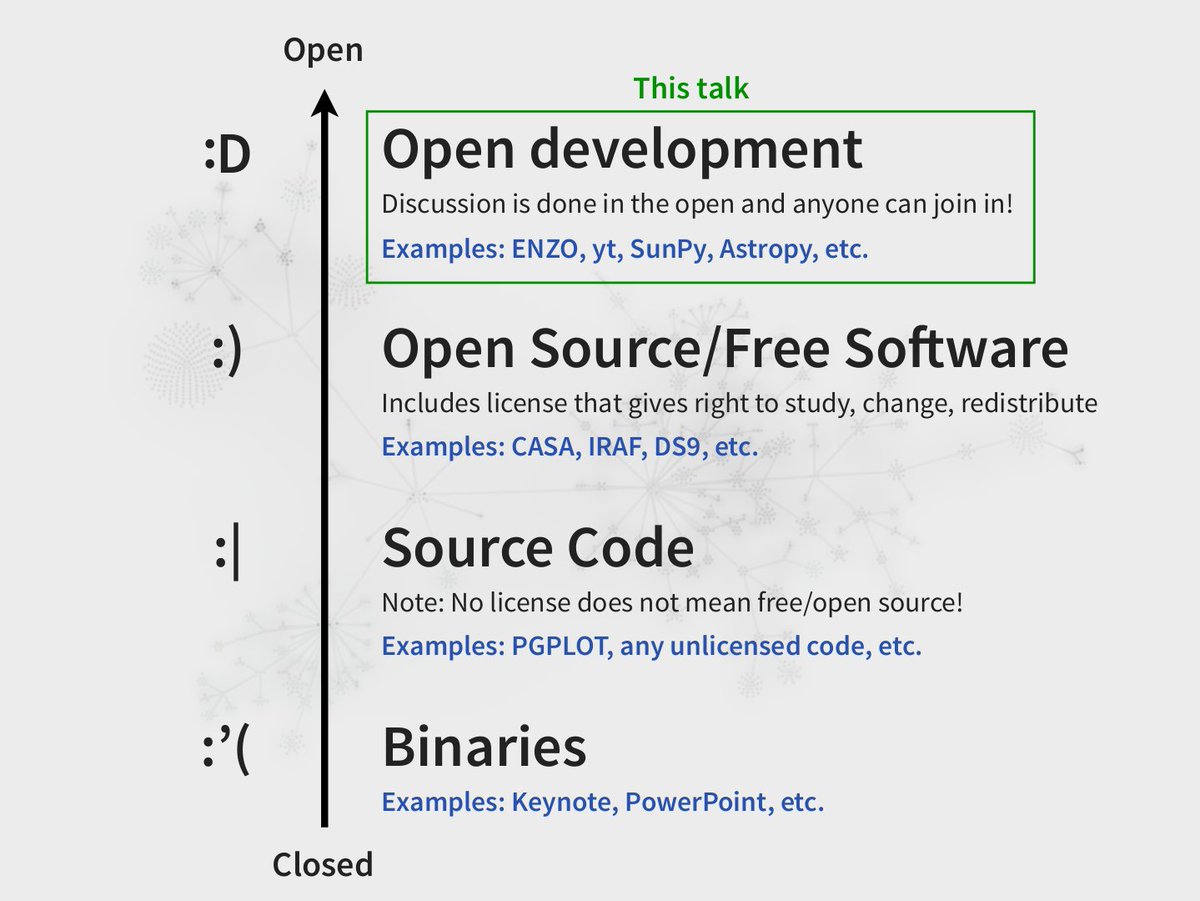 Open
This talk
:D
Open development
Discussion is done in the open and anyone can join in!
Examples: ENZO, yt, SunPy, Astropy, etc.
:)
Open Source/Free Software
Includes license that gives right to study, change, redistribute
Examples: CASA, IRAF, DS9, etc.
:|
Source Code
Note: No license does not mean free/open source!
Examples: PGPLOT, any unlicensed code, etc.
:’(
Binaries
Examples: Keynote, PowerPoint, etc.
Closed